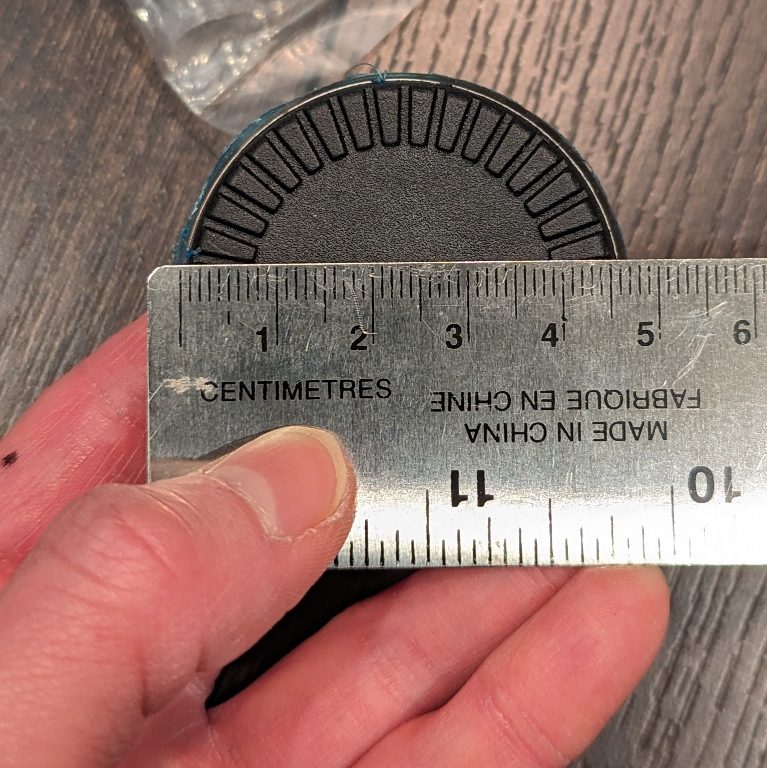 1 2 3 4 5 6
CENTIMETRES
FABRIQUE EN CHINE
MADE IN CHINA
11 10